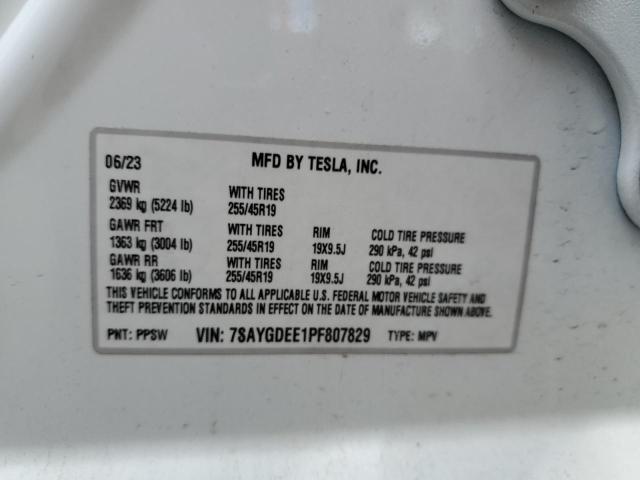 06/23 MFD BY TESLA, INC.
GVWR WITH TIRES
2369 kg (5224 lb) 255/45R19
GAWR FRT WITH TIRES RIM COLD TIRE PRESSURE
1363 kg (3004 lb) 255/45R19 19X9.5J 290 kPa, 42 psi
GAWR RR WITH TIRES RIM COLD TIRE PRESSURE
1636 kg (3606 lb) 255/45R19 19X9.5J 290 kPa, 42 psi
THIS VEHICLE CONFORMS TO ALL APPLICABLE U.S. FEDERAL MOTOR VEHICLE SAFETY AND
THEFT PREVENTION STANDARDS IN EFFECT ON THE DATE OF MANUFACTURE SHOWN ABOVE.
PNT: PPSW VIN: 7SAYGDEE1PF807829 TYPE: MPV